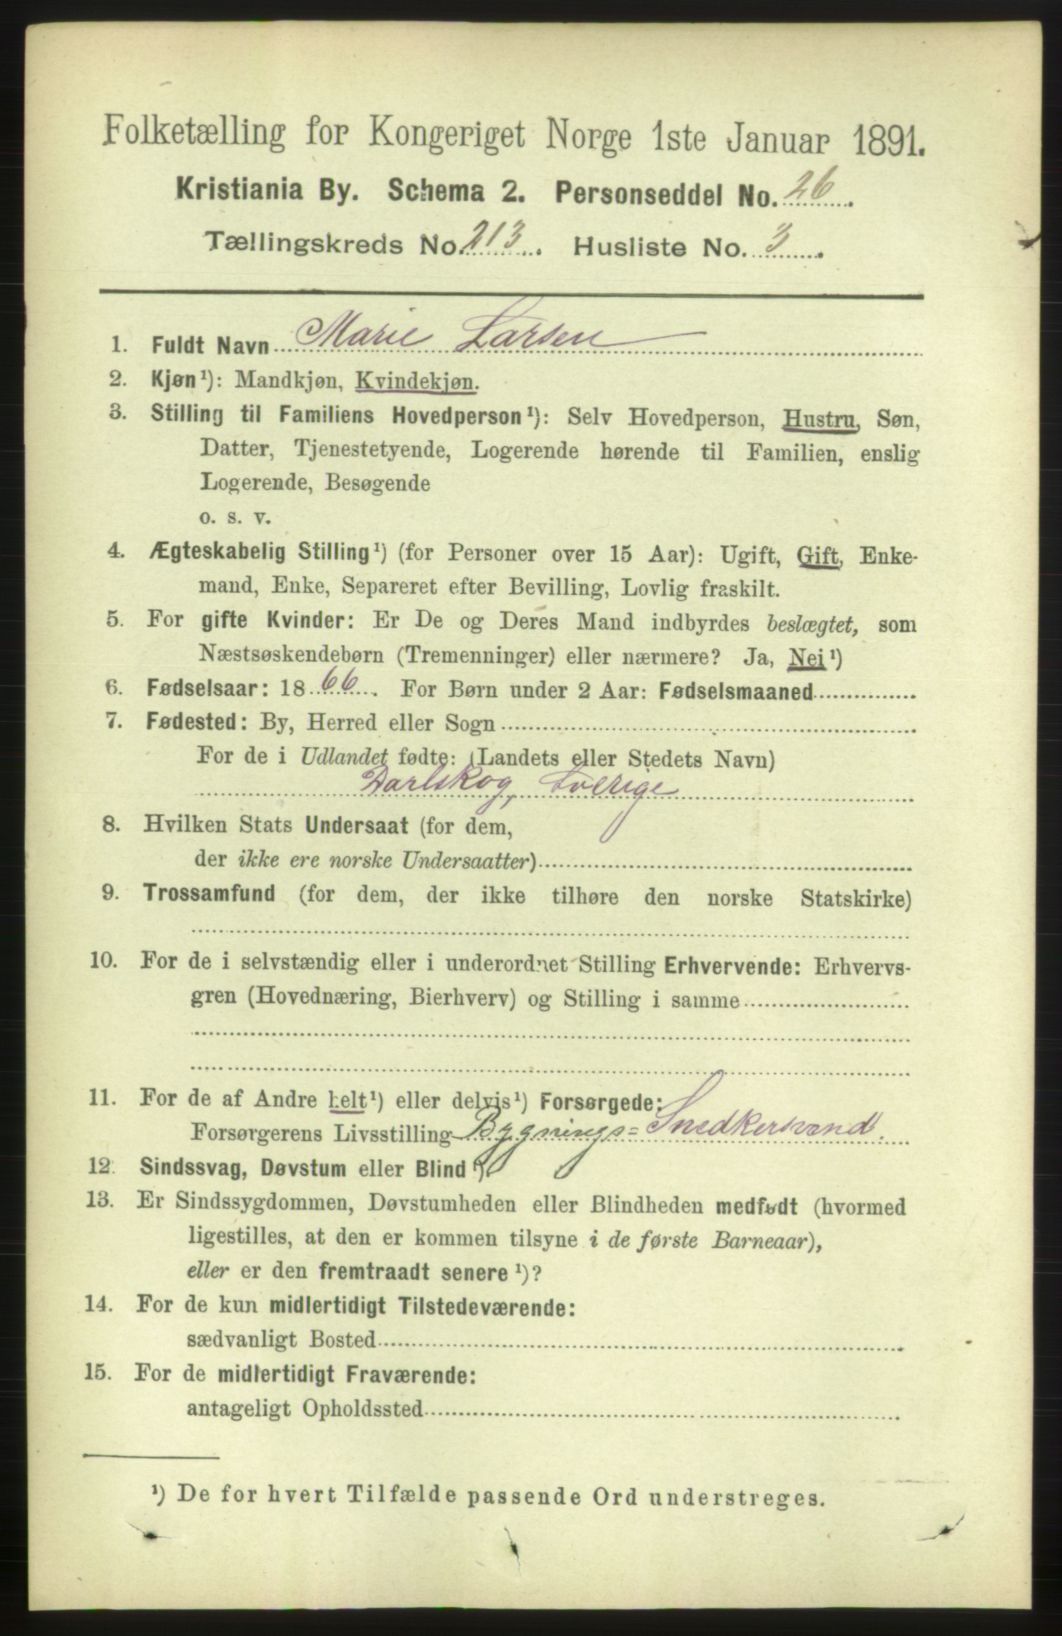 Folketælling for Kongeriget Norge 1ste Januar 1891.
Kristiania By. Schema 2. Personseddel No. 26.
Tællingskreds No. 213. Husliste No. 3.
1. Fuldt Navn Marie Larsen
2. Kjøn¹): Mandkjøn, Kvindekjøn.
3. Stilling til Familiens Hovedperson¹): Selv Hovedperson, Hustru, Søn,
Datter, Tjenestetyende, Logerende hørende til Familien, enslig
Logerende, Besøgende
o. s. v.
4. Ægteskabelig Stilling¹) (for Personer over 15 Aar): Ugift, Gift, Enke-
mand, Enke, Separeret efter Bevilling, Lovlig fraskilt.
5. For gifte Kvinder: Er De og Deres Mand indbyrdes beslægtet, som
Næstsøskendebørn (Tremenninger) eller nærmere? Ja, Nei¹)
6. Fødselsaar: 1866. For Børn under 2 Aar: Fødselsmaaned
7. Fødested: By, Herred eller Sogn
For de i Udlandet fødte: (Landets eller Stedets Navn)
Darlskog, Sverige
8. Hvilken Stats Undersaat (for dem,
der ikke ere norske Undersaatter)
9. Trossamfund (for dem, der ikke tilhøre den norske Statskirke)
10. For de i selvstændig eller i underordnet Stilling Erhvervende: Erhvervs-
gren (Hovednæring, Bierhverv) og Stilling i samme
11. For de af Andre helt¹) eller delvis¹) Forsørgede:
Forsørgerens Livsstilling Bygnings=Snedkersvend.
12. Sindssvag, Døvstum eller Blind¹)
13. Er Sindssygdommen, Døvstumheden eller Blindheden medfødt (hvormed
ligestilles, at den er kommen tilsyne i de første Barneaar),
eller er den fremtraadt senere¹)?
14. For de kun midlertidigt Tilstedeværende:
sædvanligt Bosted
15. For de midlertidigt Fraværende:
antageligt Opholdssted
¹) De for hvert Tilfælde passende Ord understreges.